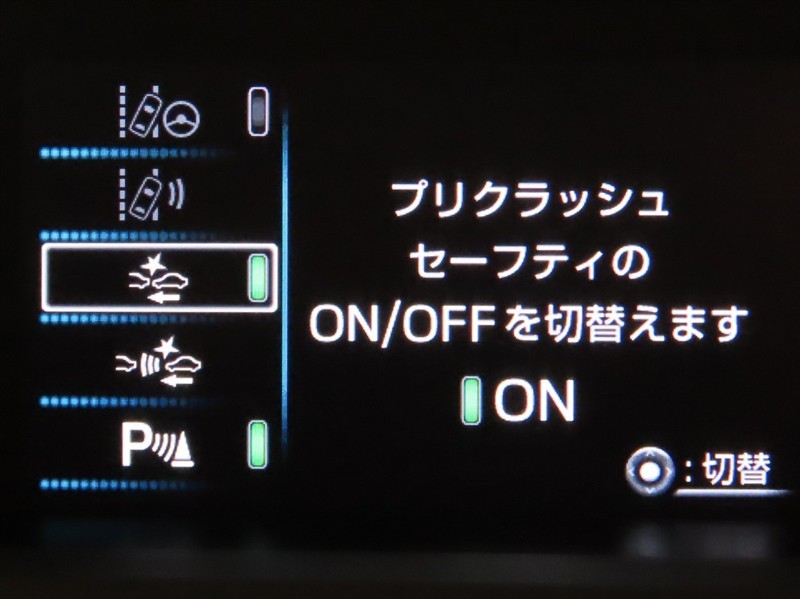 プリクラッシュ
セーフティの
ON/OFFを切替えます
ON
P
:切替